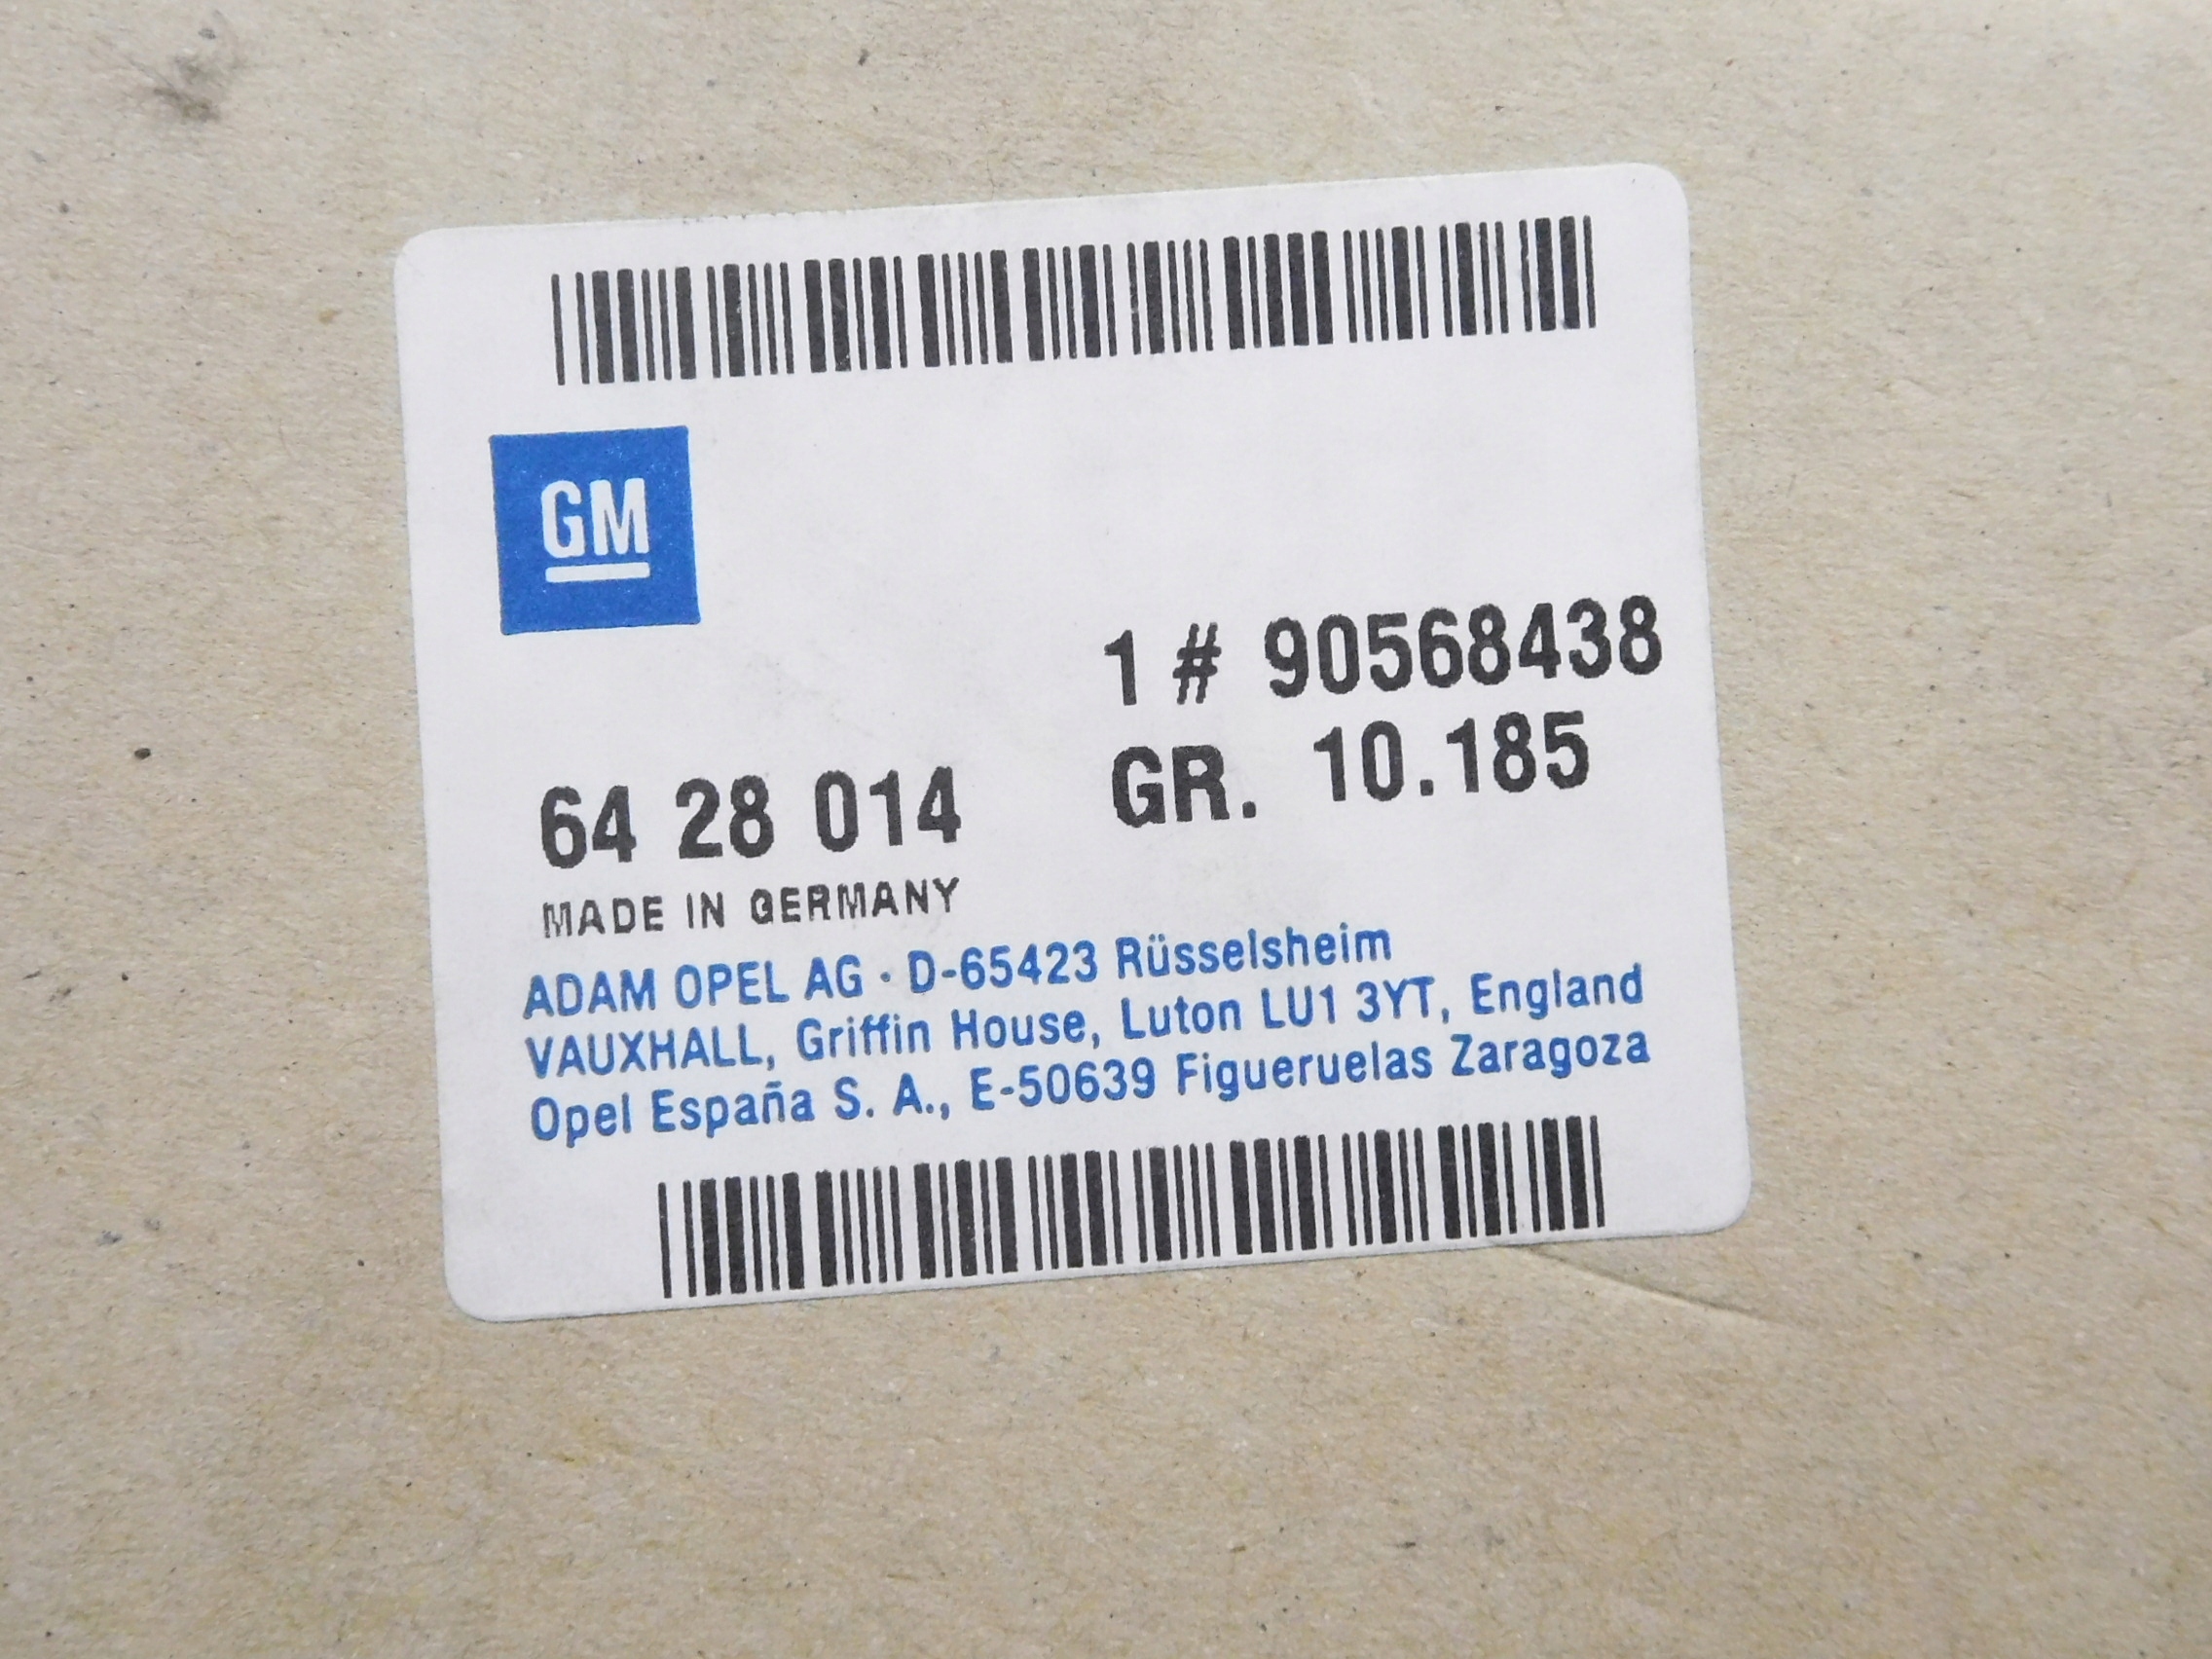 GM
1 # 90568438
64 28 014 GR. 10.185
MADE IN GERMANY
ADAM OPEL AG · D-65423 Rüsselsheim
VAUXHALL, Griffin House, Luton LU1 3YT, England
Opel España S. A., E-50639 Figueruelas Zaragoza